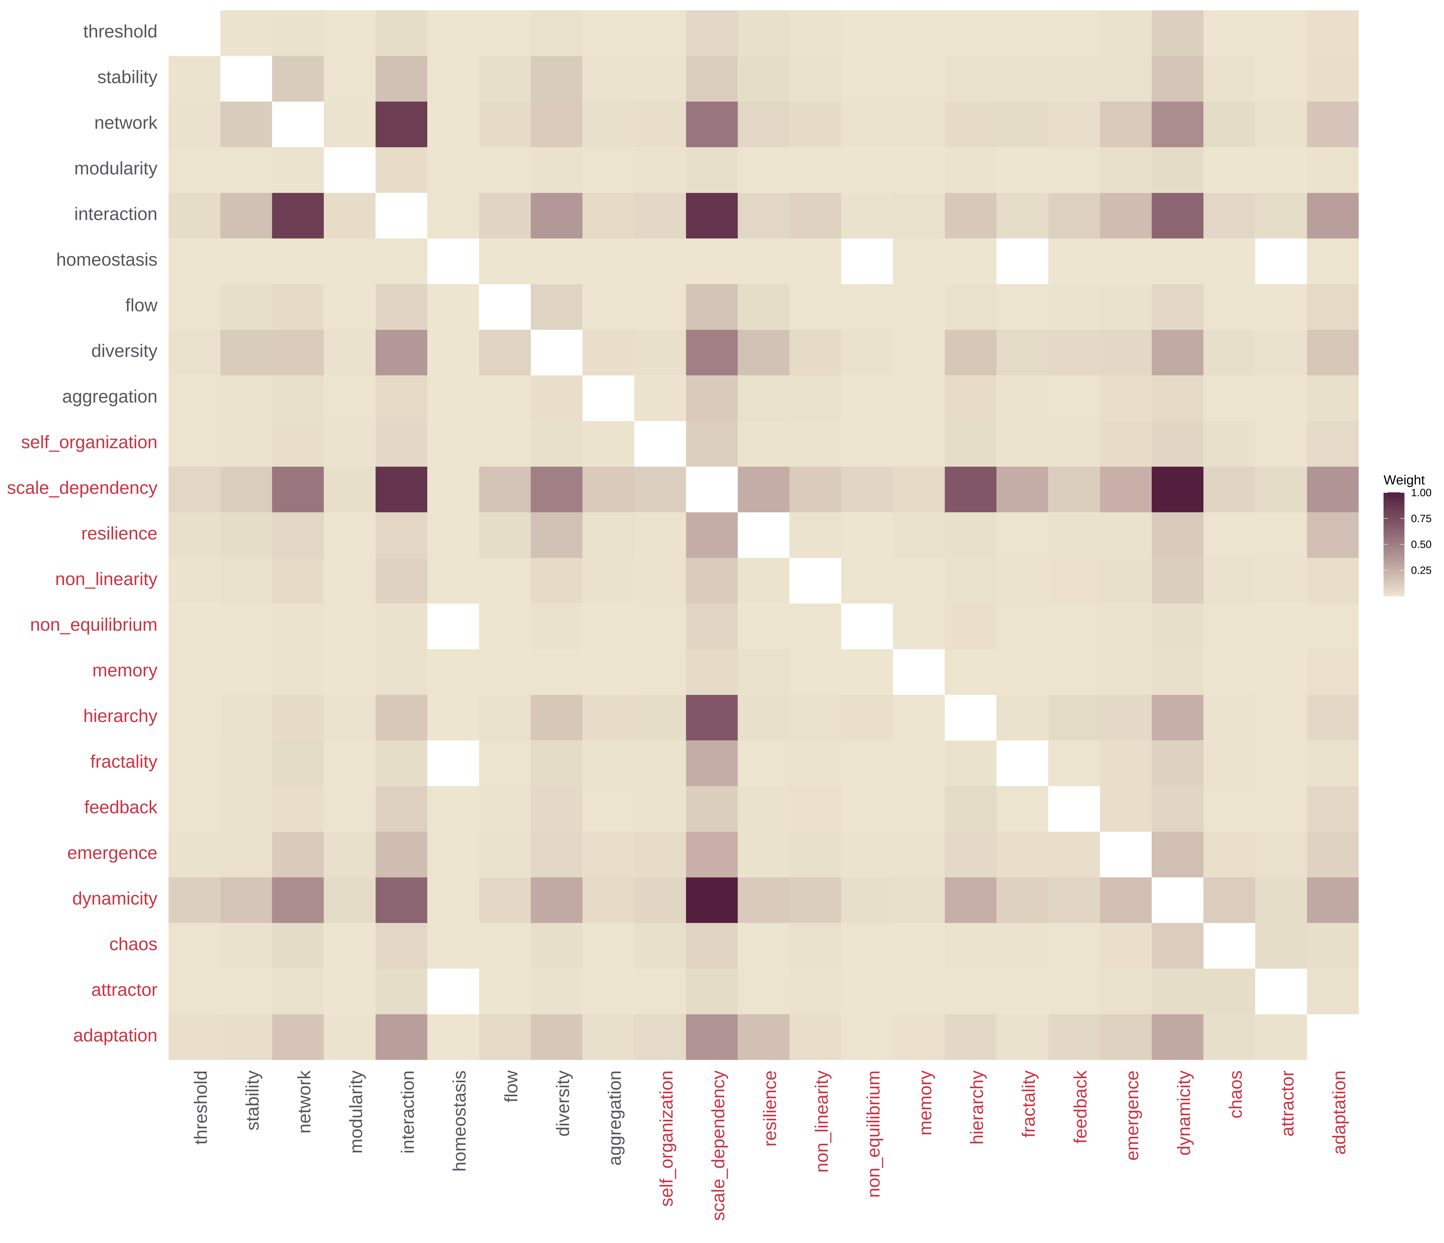 threshold
stability
network
modularity
interaction
homeostasis
flow
diversity
aggregation
self_organization
scale_dependency
resilience
non_linearity
non_equilibrium
memory
hierarchy
fractality
feedback
emergence
dynamicity
chaos
attractor
adaptation
Weight
1.00
0.75
0.50
0.25
threshold
stability
network
modularity
interaction
homeostasis
flow
diversity
aggregation
self_organization
scale_dependency
resilience
non_linearity
non_equilibrium
memory
hierarchy
fractality
feedback
emergence
dynamicity
chaos
attractor
adaptation